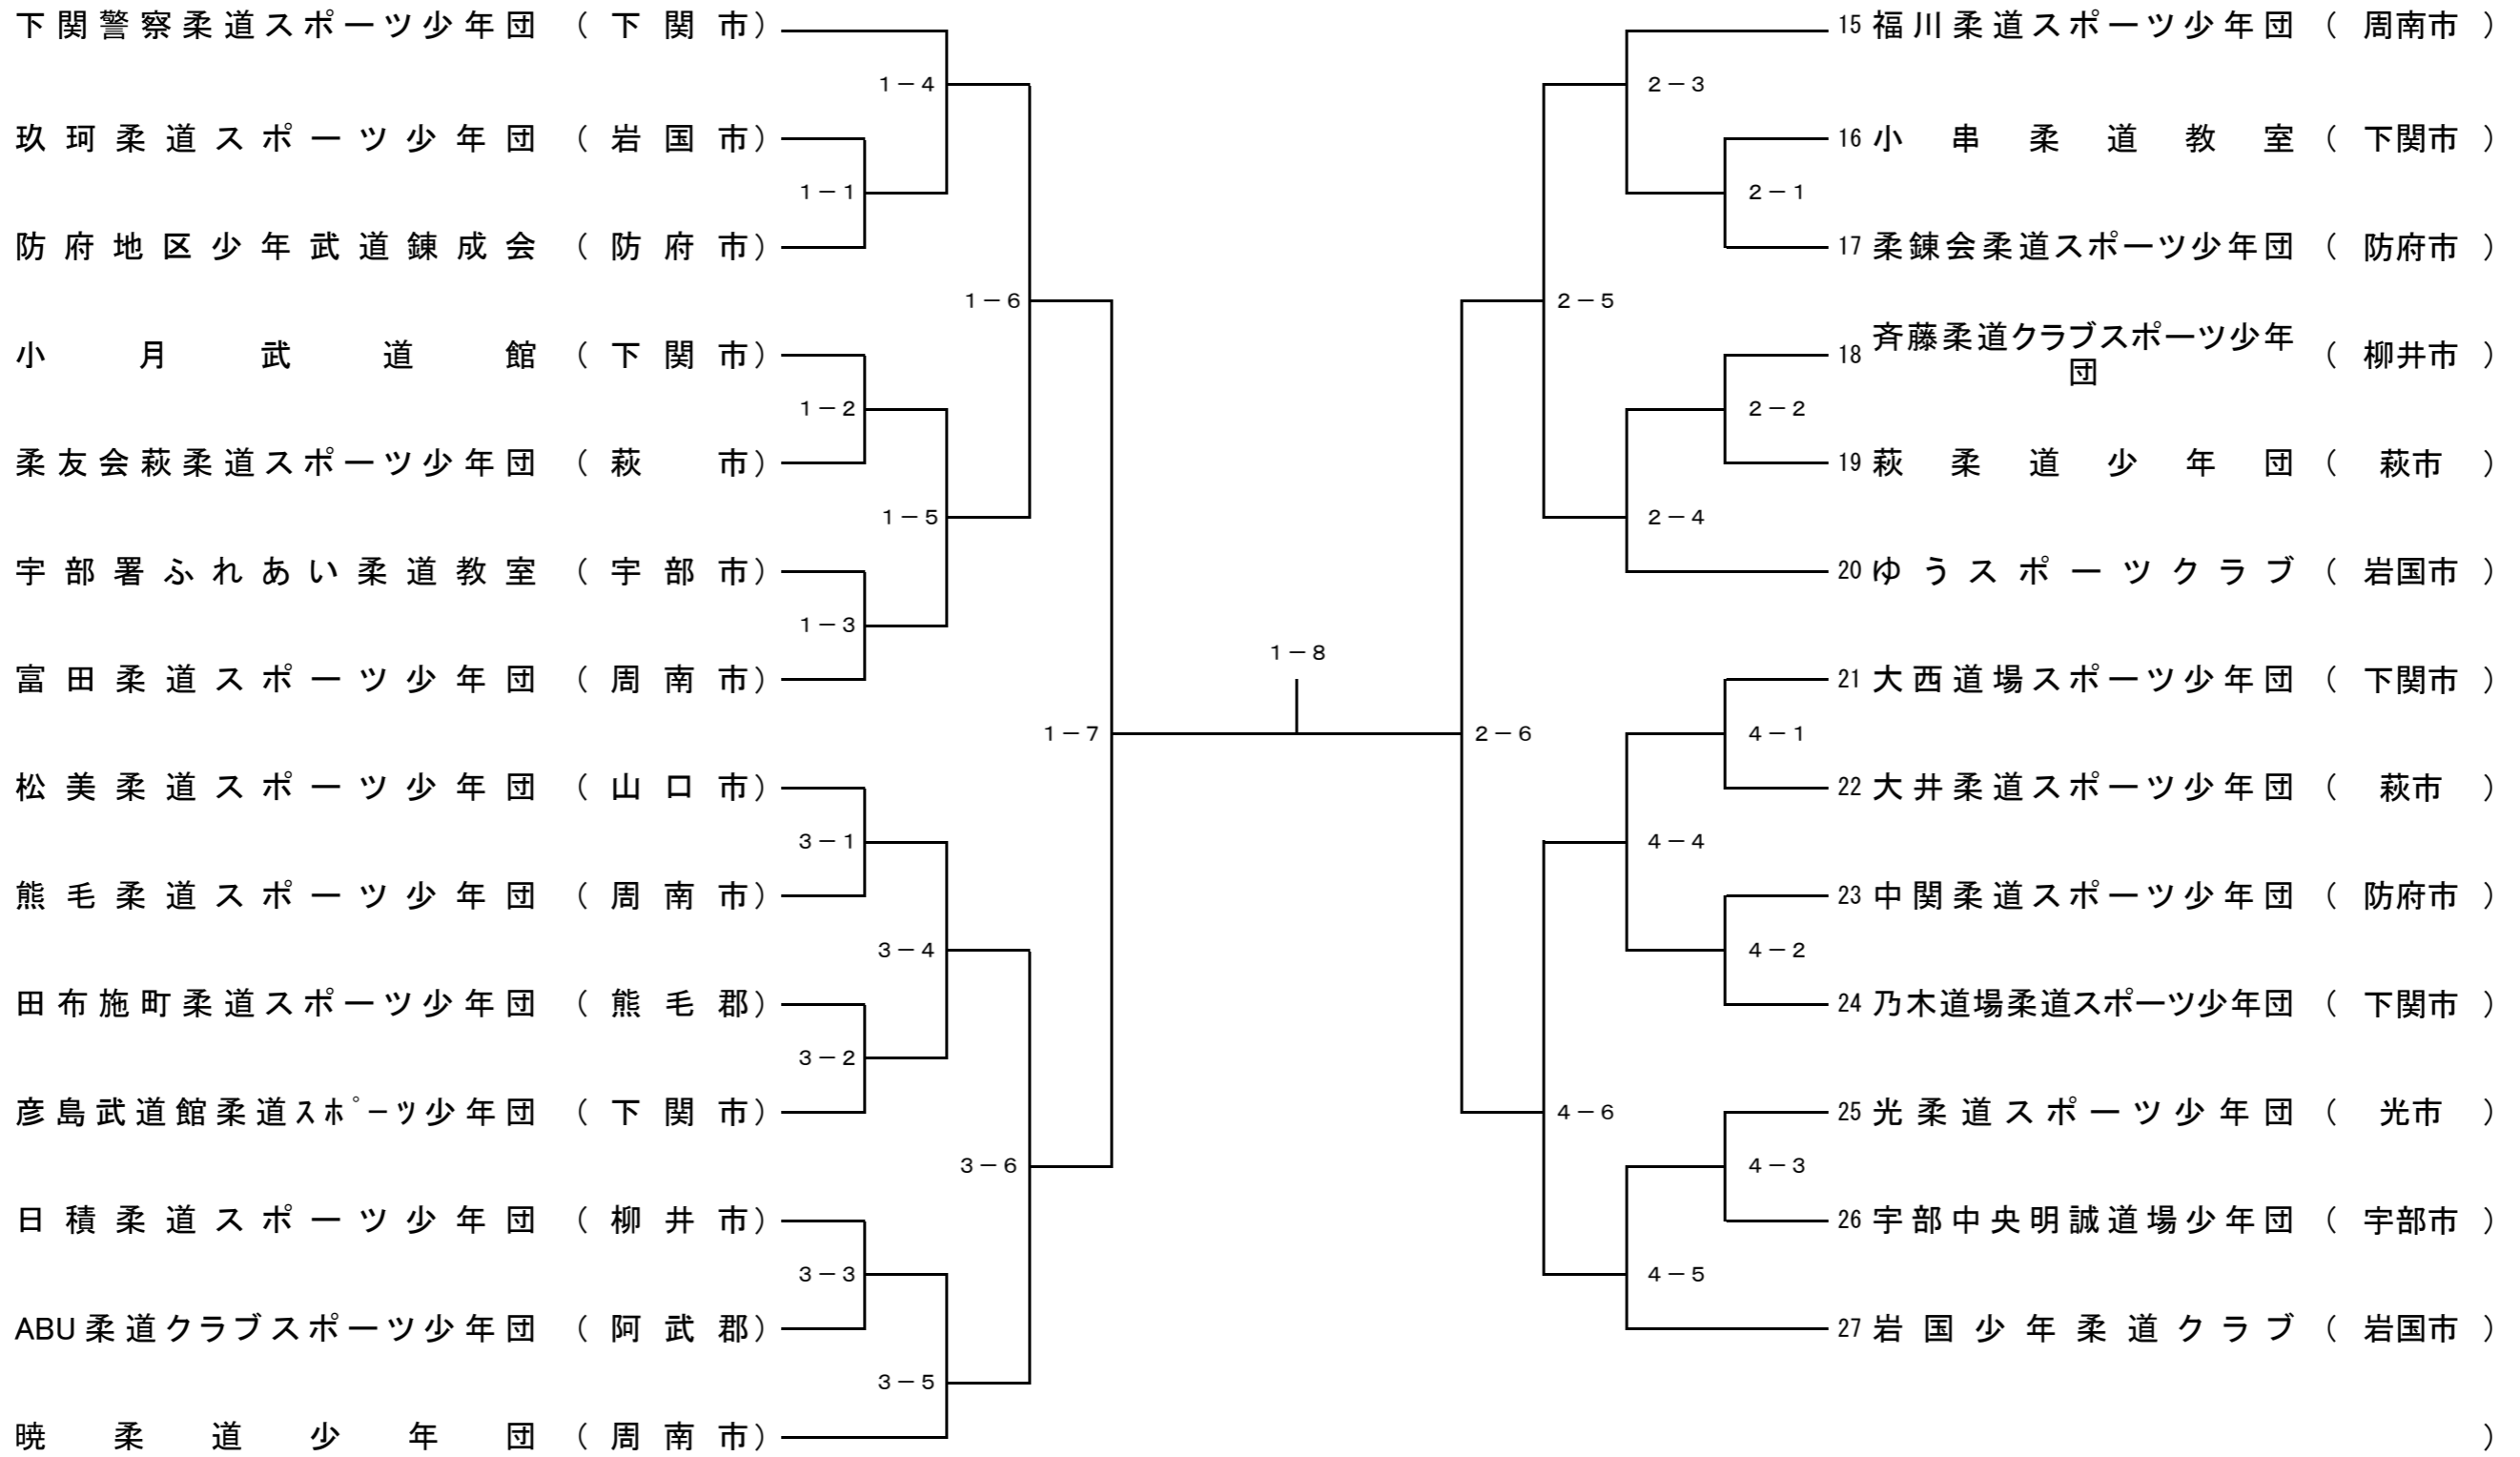 下関警察柔道スポーツ少年団 （下関市）
1－4
玖珂柔道スポーツ少年団 （岩国市）
1－1
防府地区少年武道錬成会 （防府市）
1－6
小月武道館 （下関市）
1－2
柔友会萩柔道スポーツ少年団 （萩市）
1－5
宇部署ふれあい柔道教室 （宇部市）
1－3
富田柔道スポーツ少年団 （周南市）
1－7
松美柔道スポーツ少年団 （山口市）
3－1
熊毛柔道スポーツ少年団 （周南市）
3－4
田布施町柔道スポーツ少年団 （熊毛郡）
3－2
彦島武道館柔道ｽﾎﾟｰﾂ少年団 （下関市）
3－6
日積柔道スポーツ少年団 （柳井市）
3－3
ABU柔道クラブスポーツ少年団 （阿武郡）
3－5
暁柔道少年団 （周南市）
1－8
15 福川柔道スポーツ少年団 （周南市）
2－3
16 小串柔道教室 （下関市）
2－1
17 柔錬会柔道スポーツ少年団 （防府市）
2－5
18 斉藤柔道クラブスポーツ少年団 （柳井市）
2－2
19 萩柔道少年団 （萩市）
2－4
20 ゆうスポーツクラブ （岩国市）
21 大西道場スポーツ少年団 （下関市）
2－6
4－1
22 大井柔道スポーツ少年団 （萩市）
4－4
23 中関柔道スポーツ少年団 （防府市）
4－2
24 乃木道場柔道スポーツ少年団 （下関市）
4－6
25 光柔道スポーツ少年団 （光市）
4－3
26 宇部中央明誠道場少年団 （宇部市）
4－5
27 岩国少年柔道クラブ （岩国市）
）